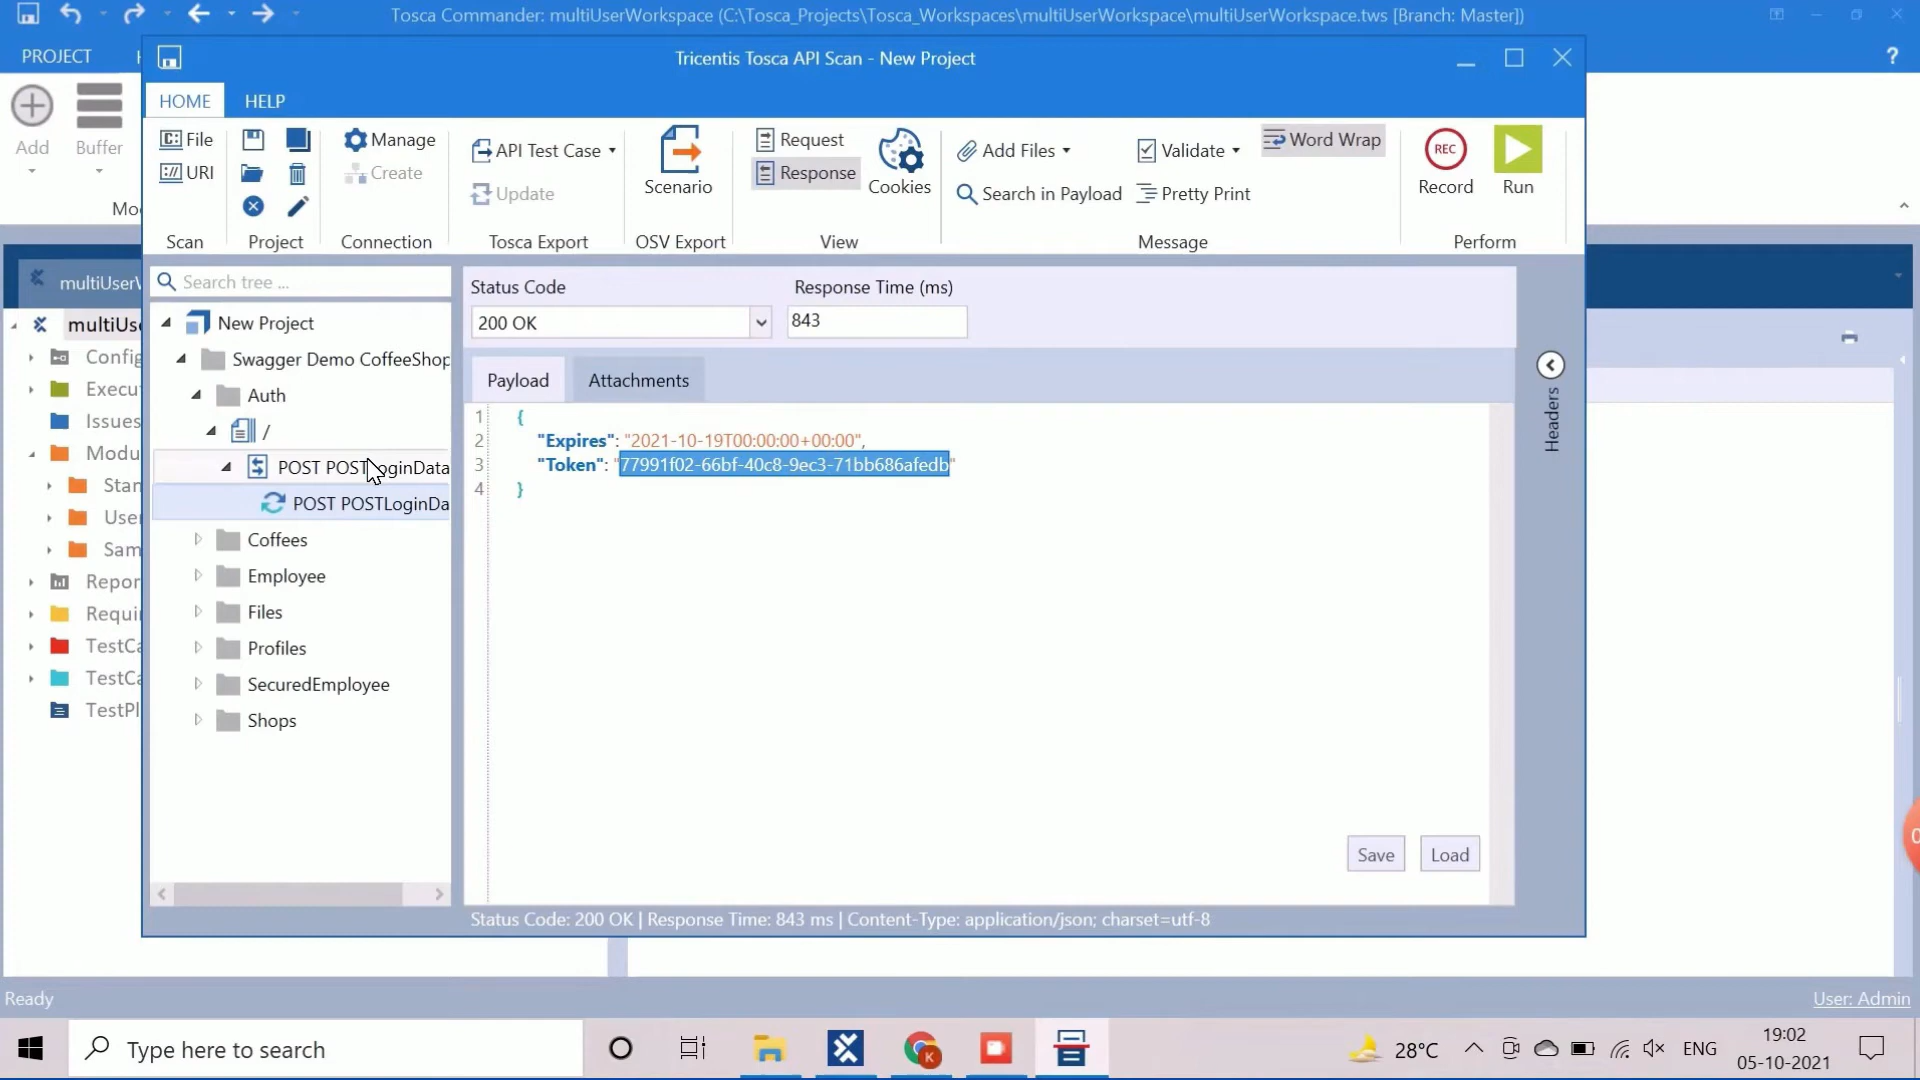 Tosca Commander: multiUserWorkspace (C:\Tosca_Projects\Tosca_Workspaces\multiUserWorkspace\multiUserWorkspace.tws [Branch: Master])
PROJECT
?
Tricentis Tosca API Scan - New Project
HOME
HELP
Add
Buffer
File
URI
Scan
Project
Manage
Create
Connection
API Test Case
Update
Tosca Export
Scenario
OSV Export
Request
Response
View
Cookies
Add Files
Search in Payload
Validate
Pretty Print
Word Wrap
Message
REC
Record
Run
Perform
multiUserW
multiUse
Config
Execut
Issues
Modu
Stan
User
Sam
Repor
Requi
TestCa
TestCa
TestPl
Search tree ...
New Project
Swagger Demo CoffeeShop
Auth
/
POST POSTLoginData
POST POSTLoginDa
Coffees
Employee
Files
Profiles
SecuredEmployee
Shops
Status Code
200 OK
Response Time (ms)
843
Payload
Attachments
1 {
2 "Expires": "2021-10-19T00:00:00+00:00",
3 "Token": "77991f02-66bf-40c8-9ec3-71bb686afedb"
4 }
Headers
Save
Load
Status Code: 200 OK | Response Time: 843 ms | Content-Type: application/json; charset=utf-8
Ready
User: Admin
Type here to search
28°C
ENG
19:02
05-10-2021